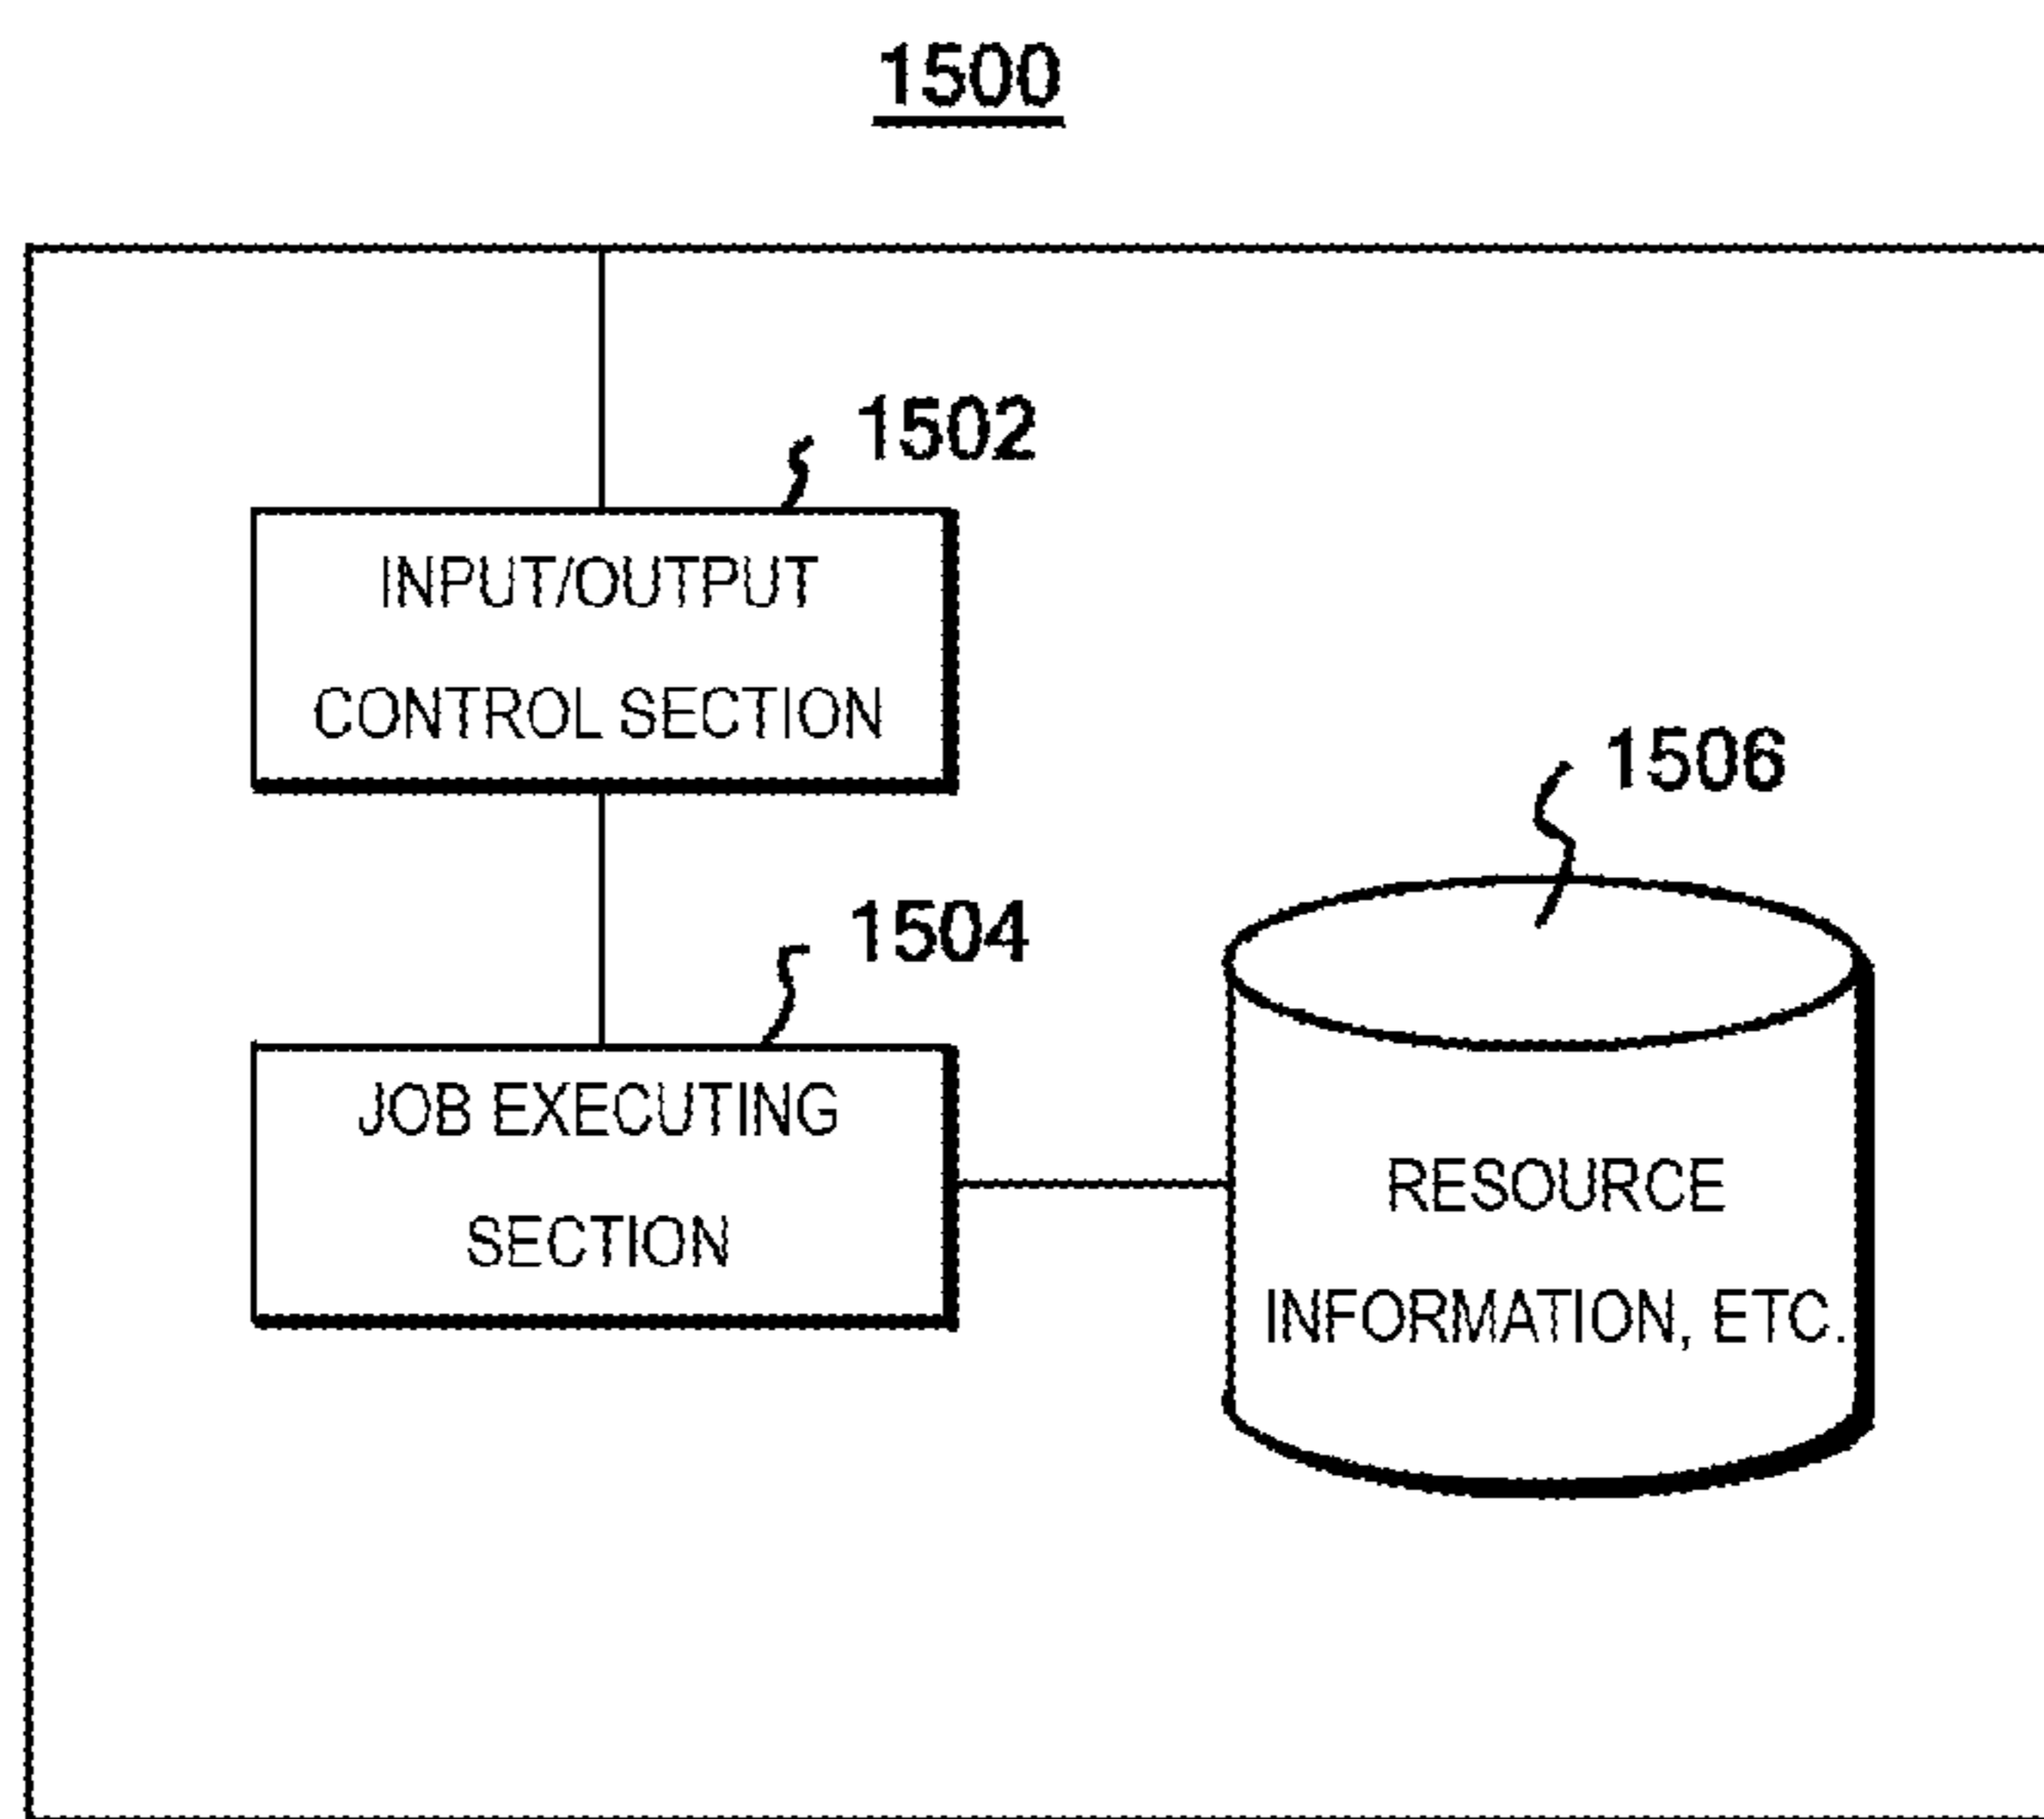 1500
1502
INPUT/OUTPUT
CONTROL SECTION
1506
1504
JOB EXECUTING
SECTION
RESOURCE
INFORMATION, ETC.